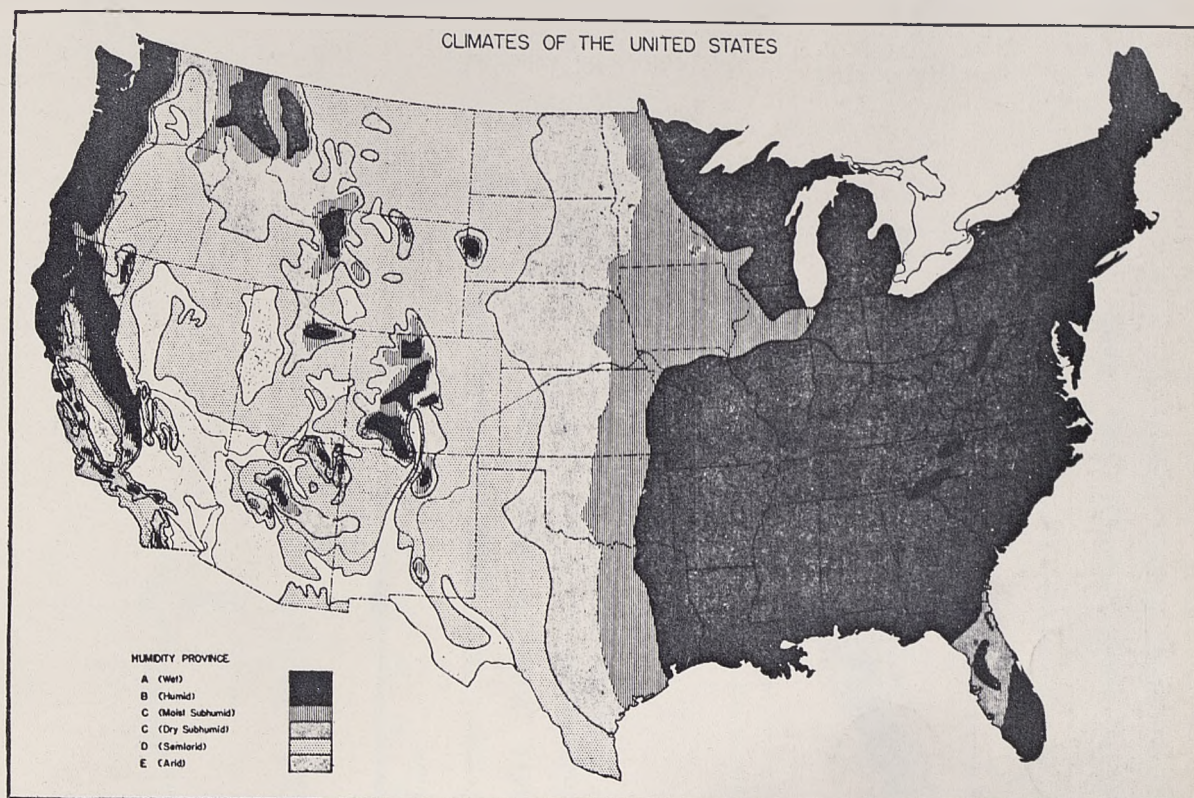 CLIMATES OF THE UNITED STATES
HUMIDITY PROVINCE
A (Wet)
B (Humid)
C (Moist Subhumid)
C (Dry Subhumid)
D (Semiarid)
E (Arid)